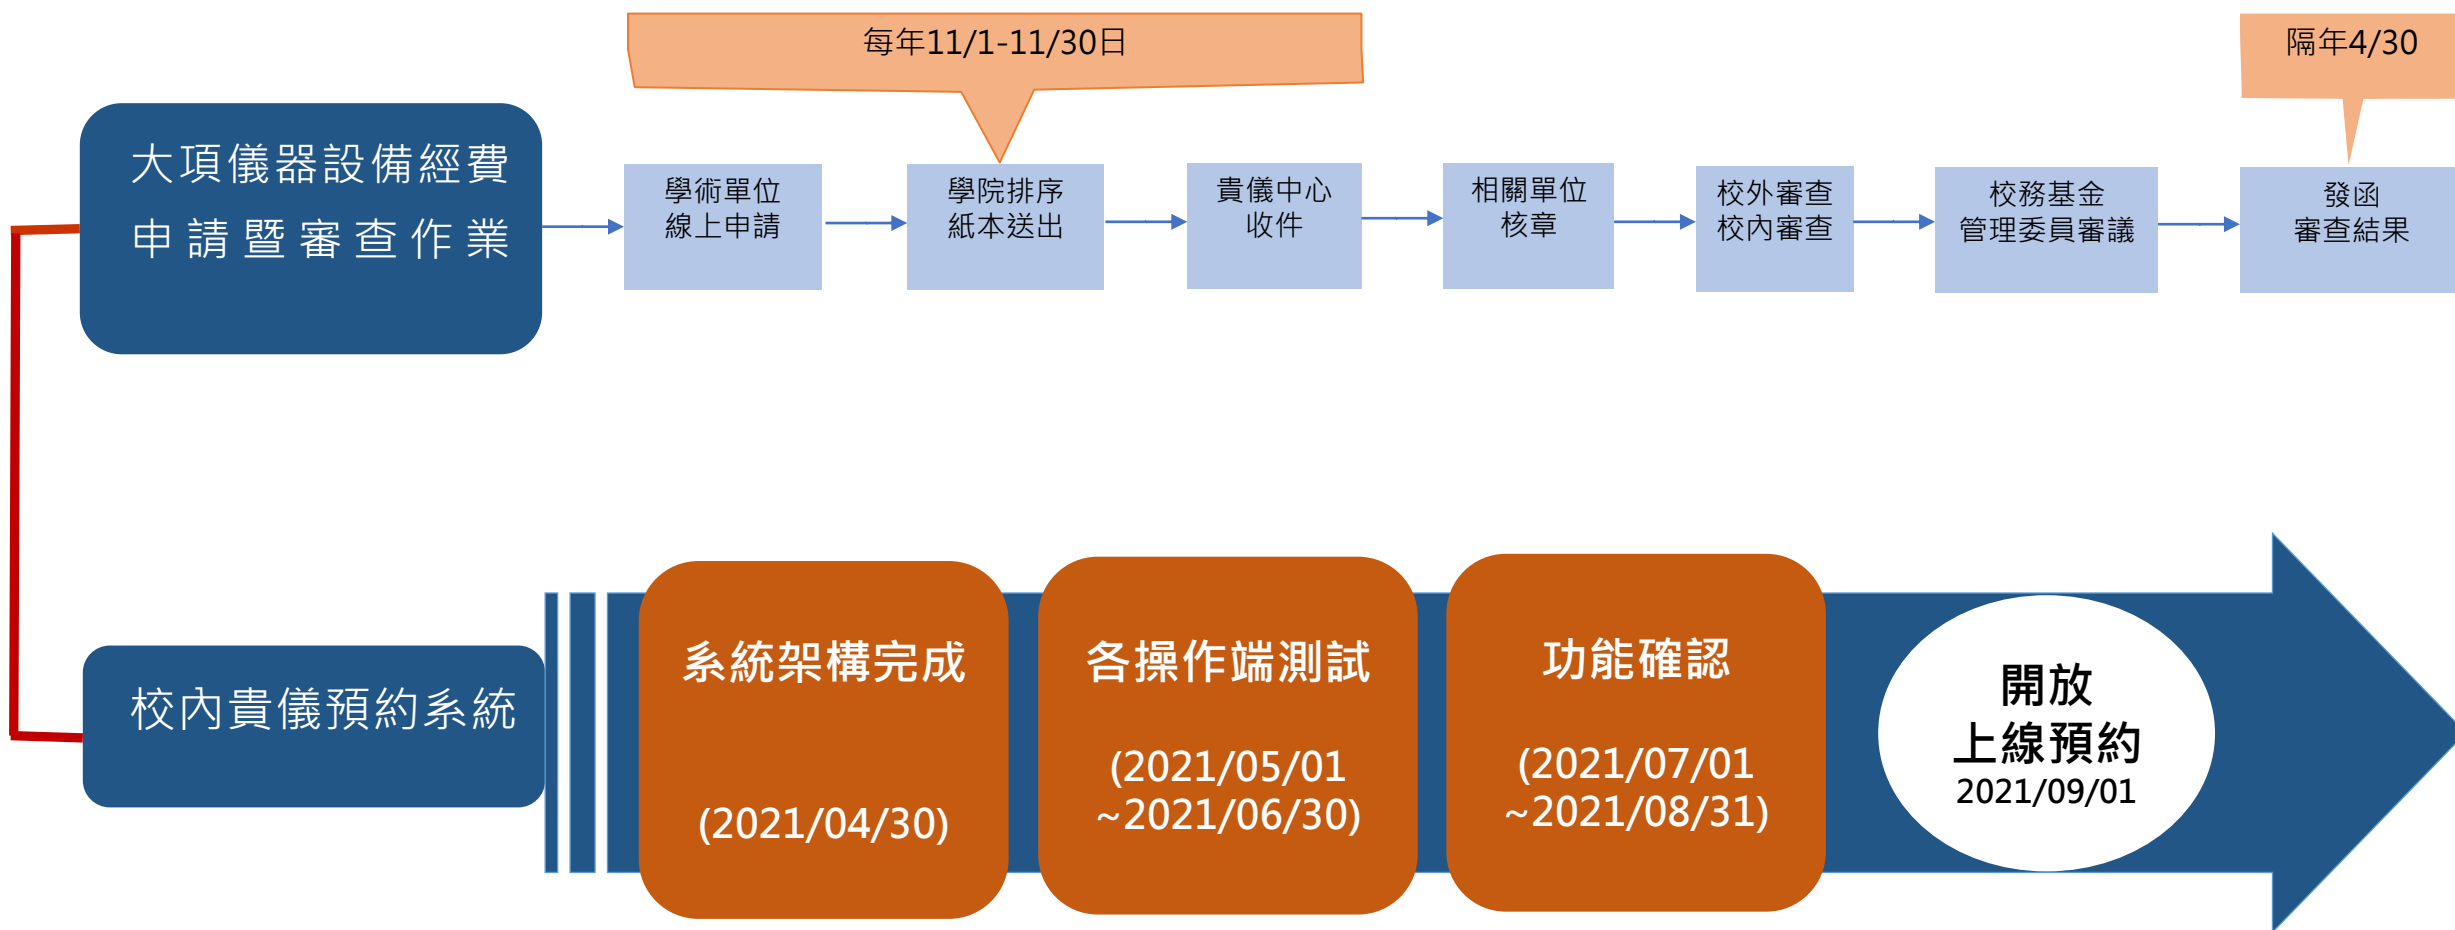 每年11/1-11/30日
隔年4/30
大項儀器設備經費
申請暨審查作業
學術單位
線上申請
學院排序
紙本送出
貴儀中心
收件
相關單位
核章
校外審查
校內審查
校務基金
管理委員審議
發函
審查結果
校內貴儀預約系統
系統架構完成
(2021/04/30)
各操作端測試
(2021/05/01
~2021/06/30)
功能確認
(2021/07/01
~2021/08/31)
開放
上線預約
2021/09/01